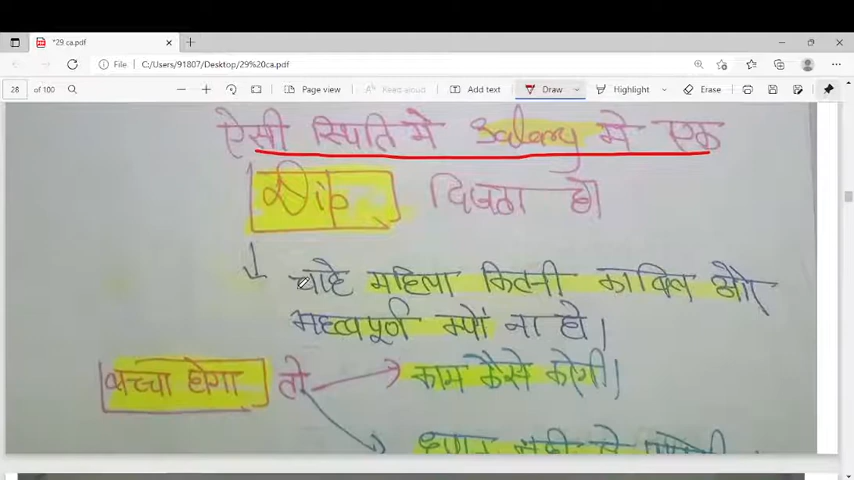 *29 ca.pdf
File C:/Users/91807/Desktop/29%20ca.pdf
28 of 100 Page view Read aloud Add text Draw Highlight Erase
ऐसी स्थिति मे Salary मे एक
Dip दिखता है।
चाहे महिला कितनी काबिल और
महत्वपूर्ण क्यों ना हो।
बच्चा होगा तो काम कैसे करेगी।